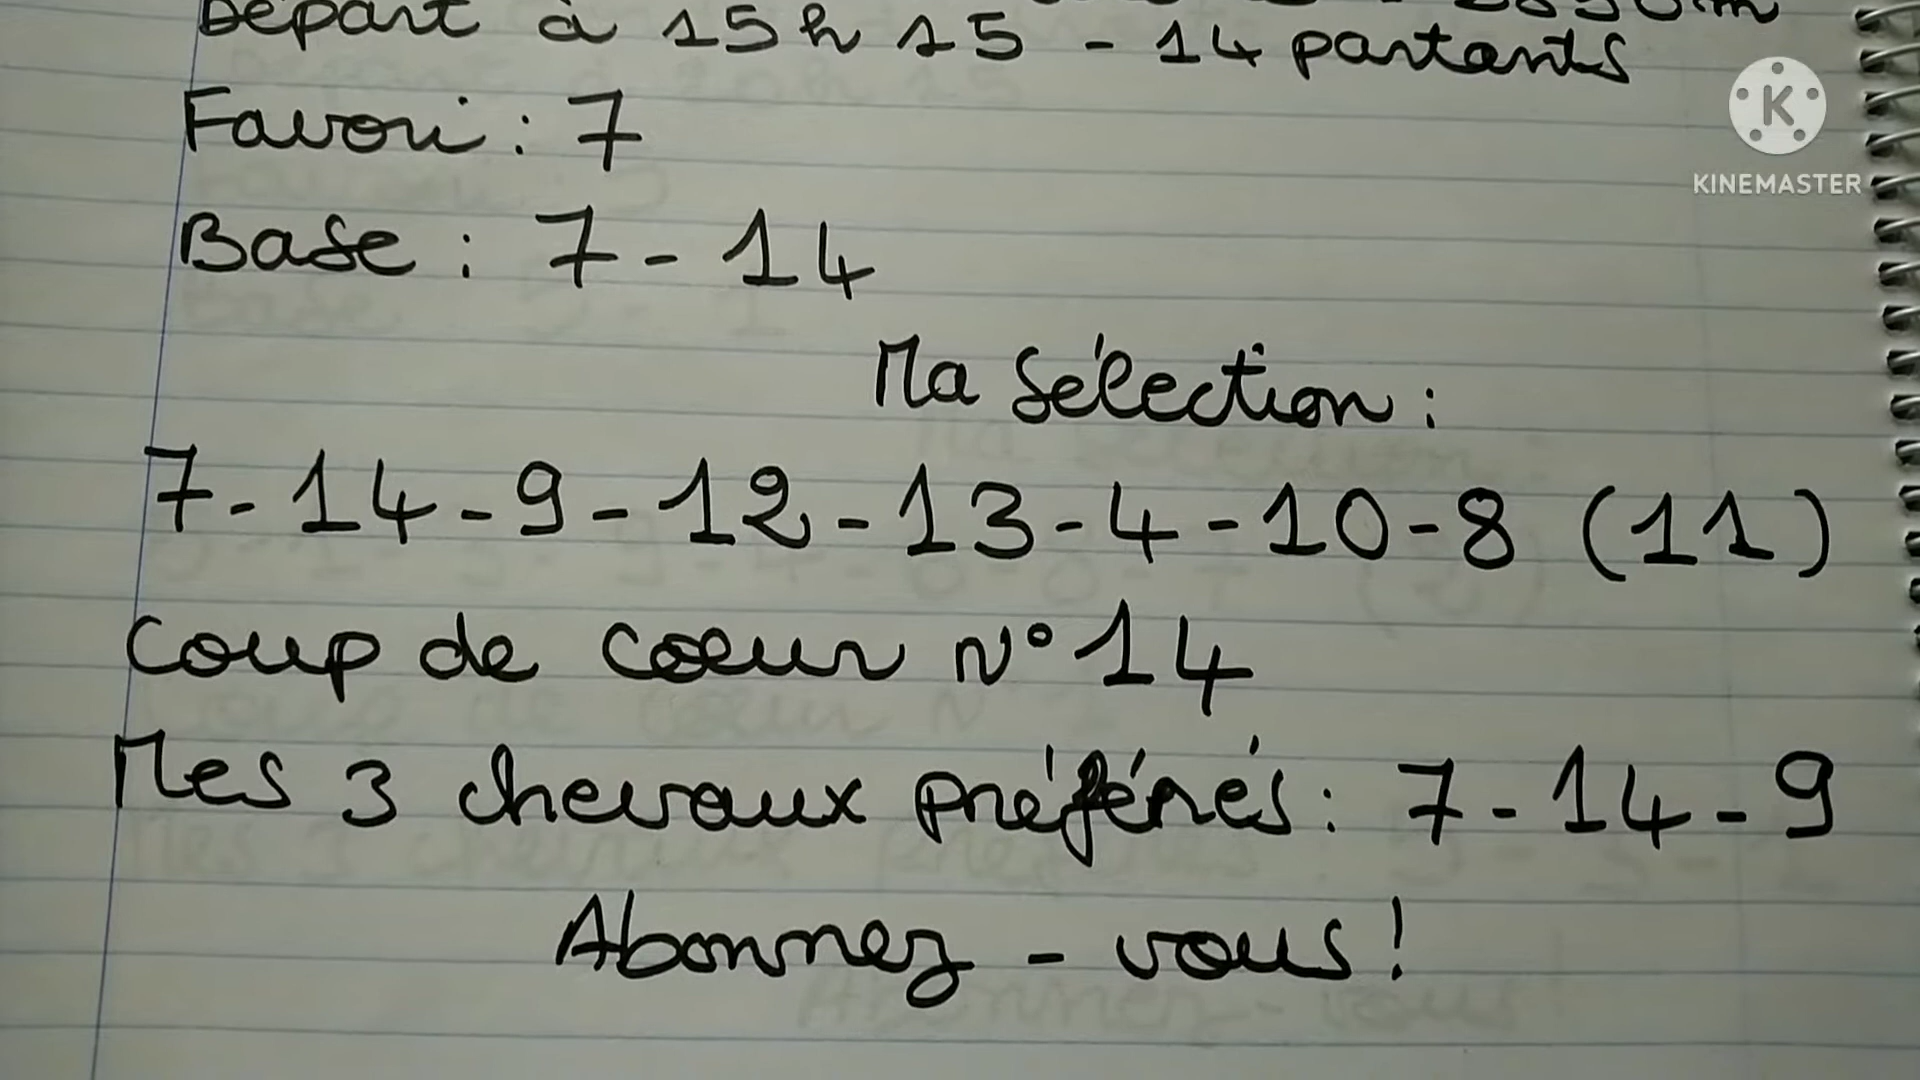 Départ à 15h15 - 14 partants
Favori : 7
Base : 7 - 14
Ma Sélection :
7 - 14 - 9 - 12 - 13 - 4 - 10 - 8 (11)
Coup de coeur N° 14
Mes 3 chevaux préférés : 7 - 14 - 9
Abonnez - vous !
KINEMASTER